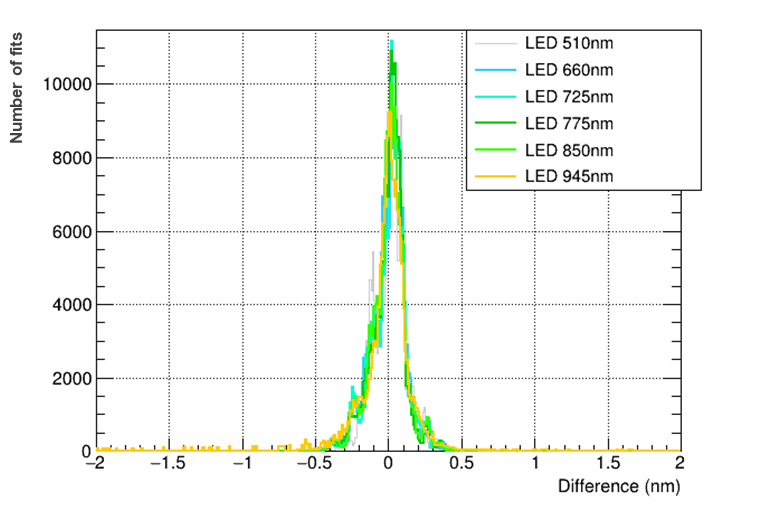 Number of fits
LED 510nm
LED 660nm
LED 725nm
LED 775nm
LED 850nm
LED 945nm
10000
8000
6000
4000
2000
0
−2 −1.5 −1 −0.5 0 0.5 1 1.5 2
Difference (nm)